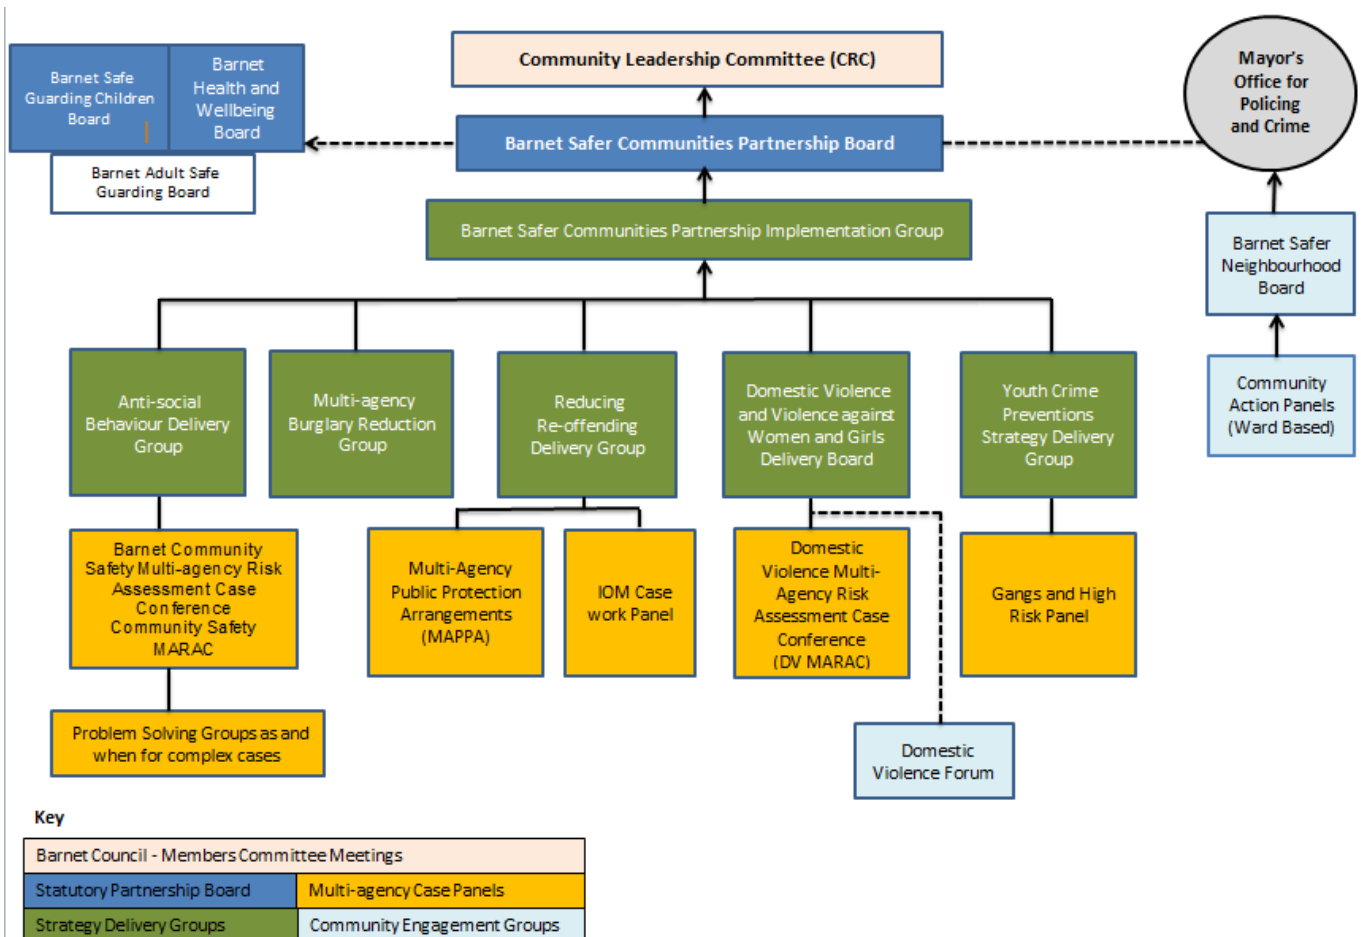 Community Leadership Committee (CRC)
Mayor's
Office for
Policing
and Crime
Barnet Safe
Guarding Children
Board
Barnet
Health and
Wellbeing
Board
Barnet Safer Communities Partnership Board
Barnet Adult Safe
Guarding Board
Barnet Safer Communities Partnership Implementation Group
Barnet Safer
Neighbourhood
Board
Community
Action Panels
(Ward Based)
Anti-social
Behaviour Delivery
Group
Multi-agency
Burglary Reduction
Group
Reducing
Re-offending
Delivery Group
Domestic Violence
and Violence against
Women and Girls
Delivery Board
Youth Crime
Preventions
Strategy Delivery
Group
Barnet Community
Safety Multi-agency Risk
Assessment Case
Conference
Community Safety
MARAC
Multi-Agency
Public Protection
Arrangements
(MAPPA)
IOM Case
work Panel
Domestic
Violence Multi-
Agency Risk
Assessment Case
Conference
(DV MARAC)
Gangs and High
Risk Panel
Problem Solving Groups as and
when for complex cases
Domestic
Violence Forum
Key
Barnet Council - Members Committee Meetings
Statutory Partnership Board
Multi-agency Case Panels
Strategy Delivery Groups
Community Engagement Groups